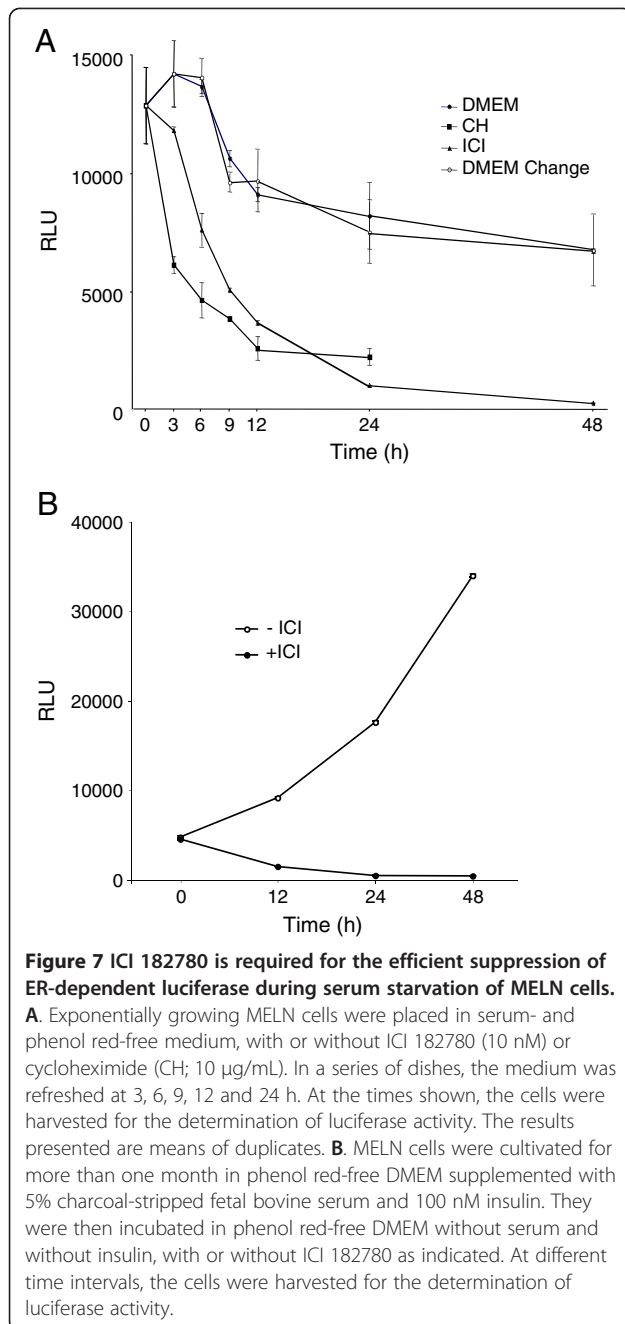 A
15000
10000
5000
0
RLU
DMEM
CH
ICI
DMEM Change
0 3 6 9 12 24 48
Time (h)
B
40000
30000
20000
10000
0
RLU
- ICI
+ICI
0 12 24 48
Time (h)
Figure 7 ICI 182780 is required for the efficient suppression of
ER-dependent luciferase during serum starvation of MELN cells.
A. Exponentially growing MELN cells were placed in serum- and
phenol red-free medium, with or without ICI 182780 (10 nM) or
cycloheximide (CH; 10 μg/mL). In a series of dishes, the medium was
refreshed at 3, 6, 9, 12 and 24 h. At the times shown, the cells were
harvested for the determination of luciferase activity. The results
presented are means of duplicates. B. MELN cells were cultivated for
more than one month in phenol red-free DMEM supplemented with
5% charcoal-stripped fetal bovine serum and 100 nM insulin. They
were then incubated in phenol red-free DMEM without serum and
without insulin, with or without ICI 182780 as indicated. At different
time intervals, the cells were harvested for the determination of
luciferase activity.